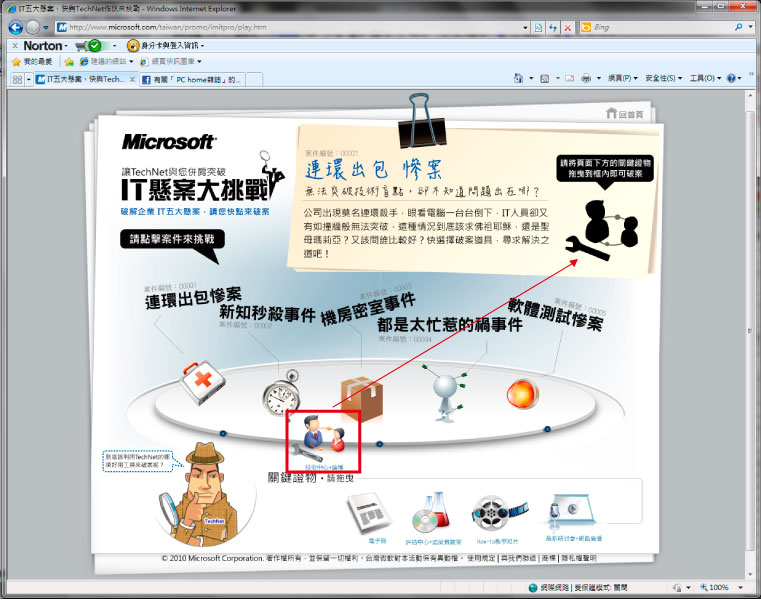 IT五大懸案，快與TechNet作伙來挑戰 - Windows Internet Explorer
http://www.microsoft.com/taiwan/promo/imitpro/play.htm
Bing
x Norton
身分卡與登入資訊
我的最愛
建議的網站
網頁快訊圖庫
IT五大懸案，快與Tech...
有關「 PC home雜誌」的...
網頁(P)
安全性(S)
工具(O)
回首頁
Microsoft
讓TechNet與您併肩突破
IT懸案大挑戰
破解企業 IT五大懸案，請您快點來破案
請點擊案件來挑戰
案件編號：00001
連環出包 慘案
無法突破技術盲點，卻不知道問題出在哪？
公司出現莫名連環殺手，眼看電腦一台台倒下，IT人員卻又
有如撞牆般無法突破，這種情況到底該求佛祖耶穌，還是聖
母瑪莉亞？又該問誰比較好？快選擇破案道具，尋求解決之
道吧！
請將頁面下方的關鍵證物
拖曳到框內即可破案
案件編號：00001
連環出包慘案
新知秒殺事件
案件編號：00002
案件編號：00003
機房密室事件
都是太忙惹的禍事件
案件編號：00004
案件編號：00005
軟體測試慘案
到底該利用TechNet的哪
項好用工具來破案呢？
TechNet
技術中心+論壇
關鍵證物，請拖曳
電子報
評估中心+虛擬實驗室
How-to教學短片
最新研討會+網路廣播
© 2010 Microsoft Corporation. 著作權所有，並保留一切權利。台灣微軟對本活動保有異動權。 使用規定 | 與我們聯絡 | 商標 | 隱私權聲明
網際網路 | 受保護模式: 關閉
100%